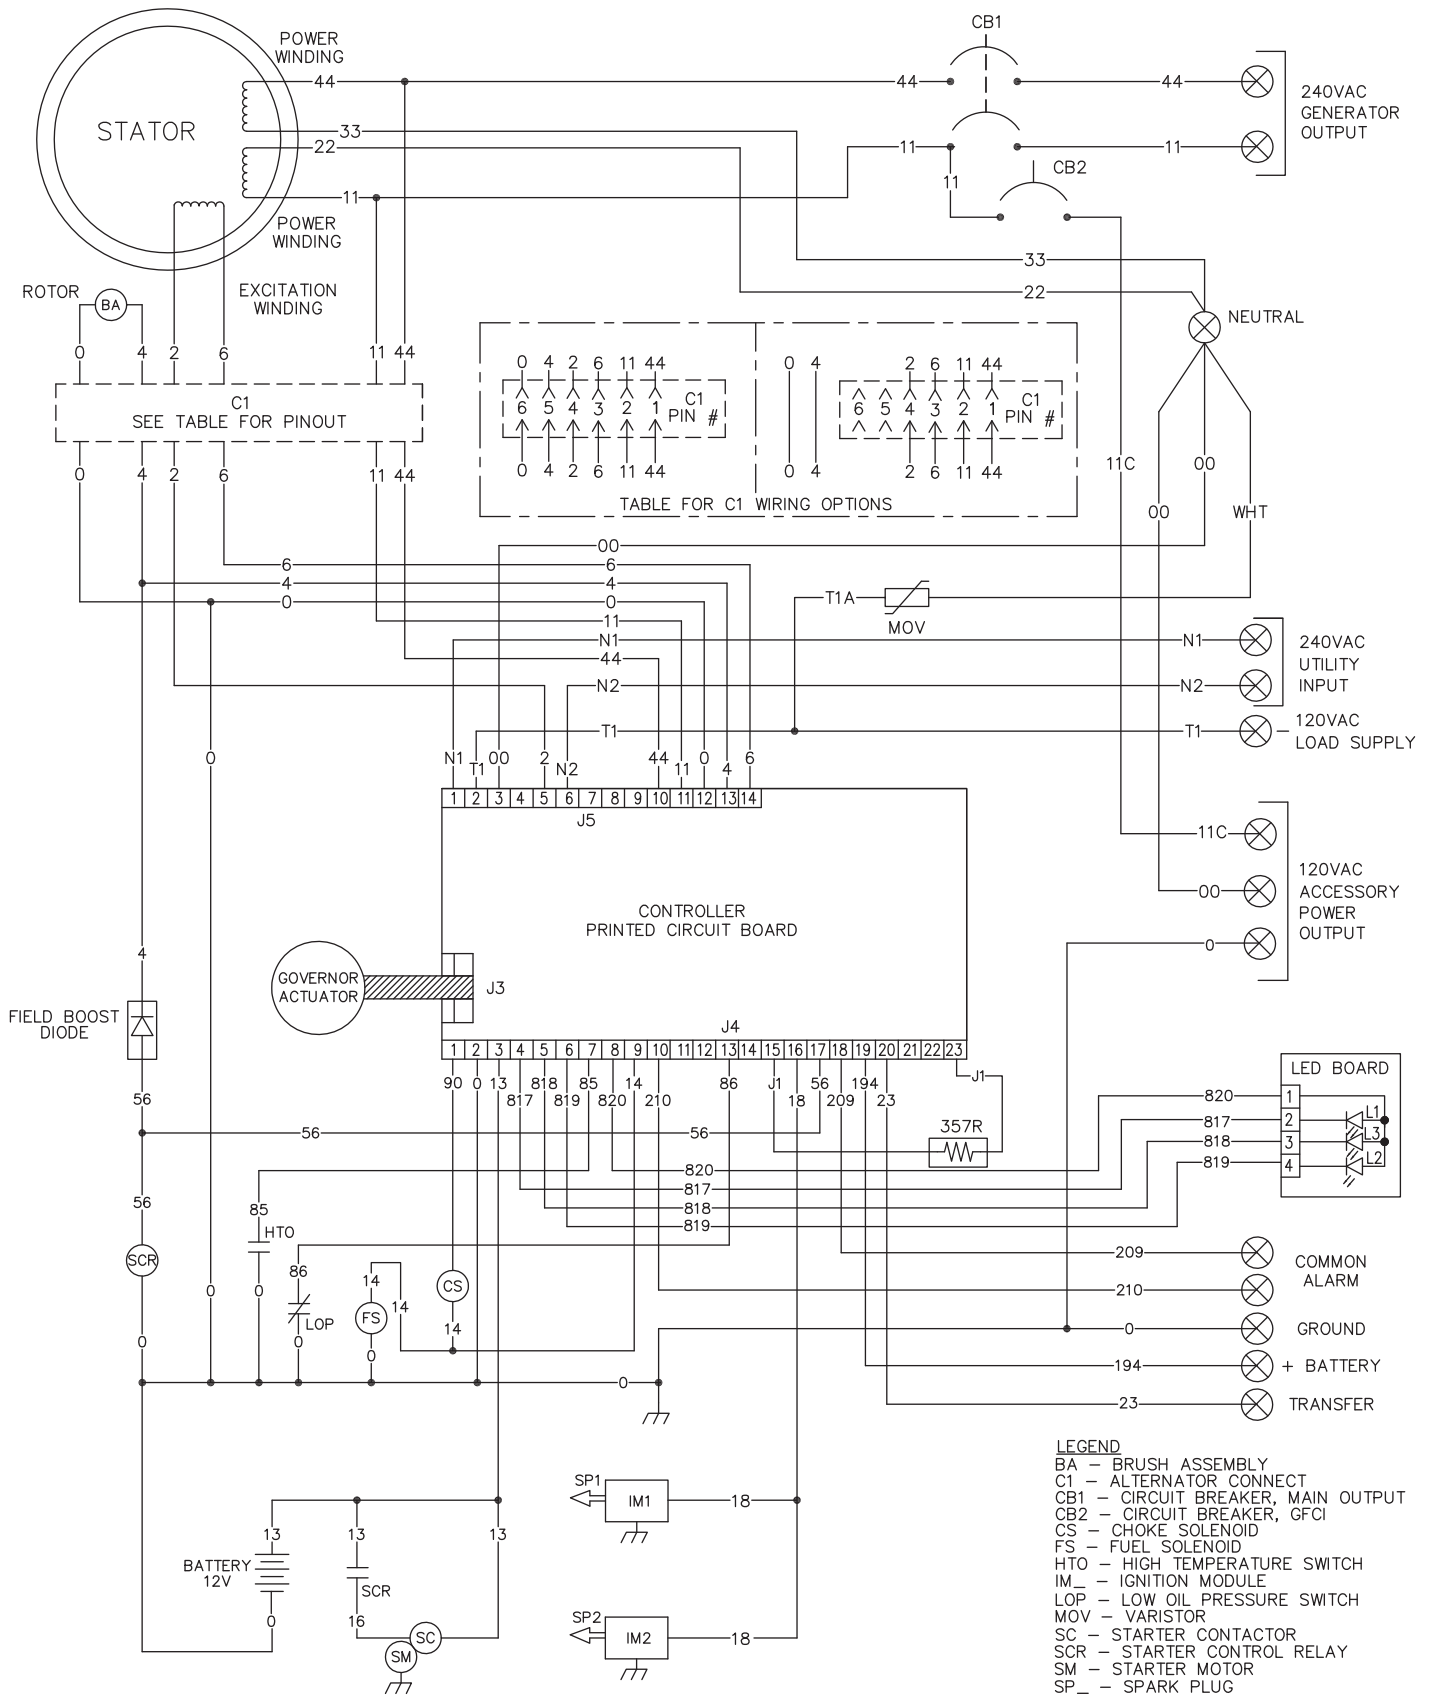 CB1
POWER
WINDING
44
44
44
240VAC
GENERATOR
OUTPUT
STATOR
33
22
11
11
11
CB2
11
POWER
WINDING
33
22
ROTOR
BA
EXCITATION
WINDING
NEUTRAL
0 4 2 6 11 44
C1
SEE TABLE FOR PINOUT
0 4 2 6 11 44
0 4 2 6 11 44
6 5 4 3 2 1
C1
PIN #
0 4 2 6 11 44
0 4
2 6 11 44
6 5 4 3 2 1
C1
PIN #
0 4
2 6 11 44
TABLE FOR C1 WIRING OPTIONS
11C
00
00
WHT
00
6 6
4 4
0 0
11
T1A
MOV
N1 N1
44
N2 N2
240VAC
UTILITY
INPUT
T1 T1
120VAC
LOAD SUPPLY
0
N1 T1 00 2 N2 44 11 0 4 6
1 2 3 4 5 6 7 8 9 10 11 12 13 14
J5
11C
00
0
120VAC
ACCESSORY
POWER
OUTPUT
CONTROLLER
PRINTED CIRCUIT BOARD
4
GOVERNOR
ACTUATOR
J3
FIELD BOOST
DIODE
J4
1 2 3 4 5 6 7 8 9 10 11 12 13 14 15 16 17 18 19 20 21 22 23
90 0 13 817 818 819 85 820 14 210 86 J1 18 56 209 194 23 J1
LED BOARD
820 1
817 2 L1
818 3 L3
819 4 L2
56
56 56
357R
820
817
818
819
56
85
HTO
SCR
86
LOP
14
FS
14
CS
14
0
0
0
0
0
0
209
210
COMMON
ALARM
0 GROUND
194 + BATTERY
23 TRANSFER
SP1
IM1
18
13
13
13
BATTERY
12V
SCR
0
16
SC
SM
SP2
IM2
18
LEGEND
BA – BRUSH ASSEMBLY
C1 – ALTERNATOR CONNECT
CB1 – CIRCUIT BREAKER, MAIN OUTPUT
CB2 – CIRCUIT BREAKER, GFCI
CS – CHOKE SOLENOID
FS – FUEL SOLENOID
HTO – HIGH TEMPERATURE SWITCH
IM_ – IGNITION MODULE
LOP – LOW OIL PRESSURE SWITCH
MOV – VARISTOR
SC – STARTER CONTACTOR
SCR – STARTER CONTROL RELAY
SM – STARTER MOTOR
SP_ – SPARK PLUG